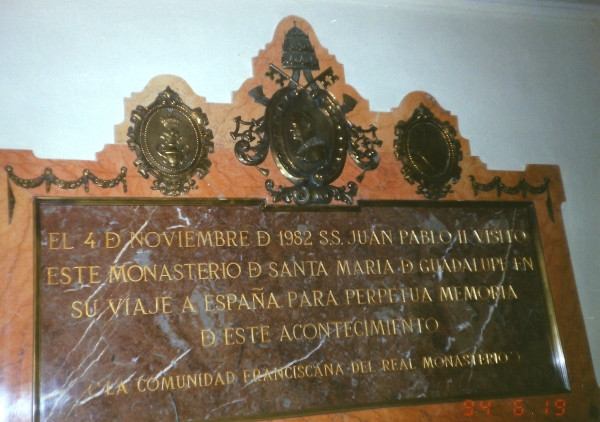 EL 4 D NOVIEMBRE D 1982 S.S. JUAN PABLO II VISITO
ESTE MONASTERIO D SANTA MARIA D GUADALUPE EN
SU VIAJE A ESPAÑA PARA PERPETUA MEMORIA
D ESTE ACONTECIMIENTO
LA COMUNIDAD FRANCISCANA DEL REAL MONASTERIO
94 6 19